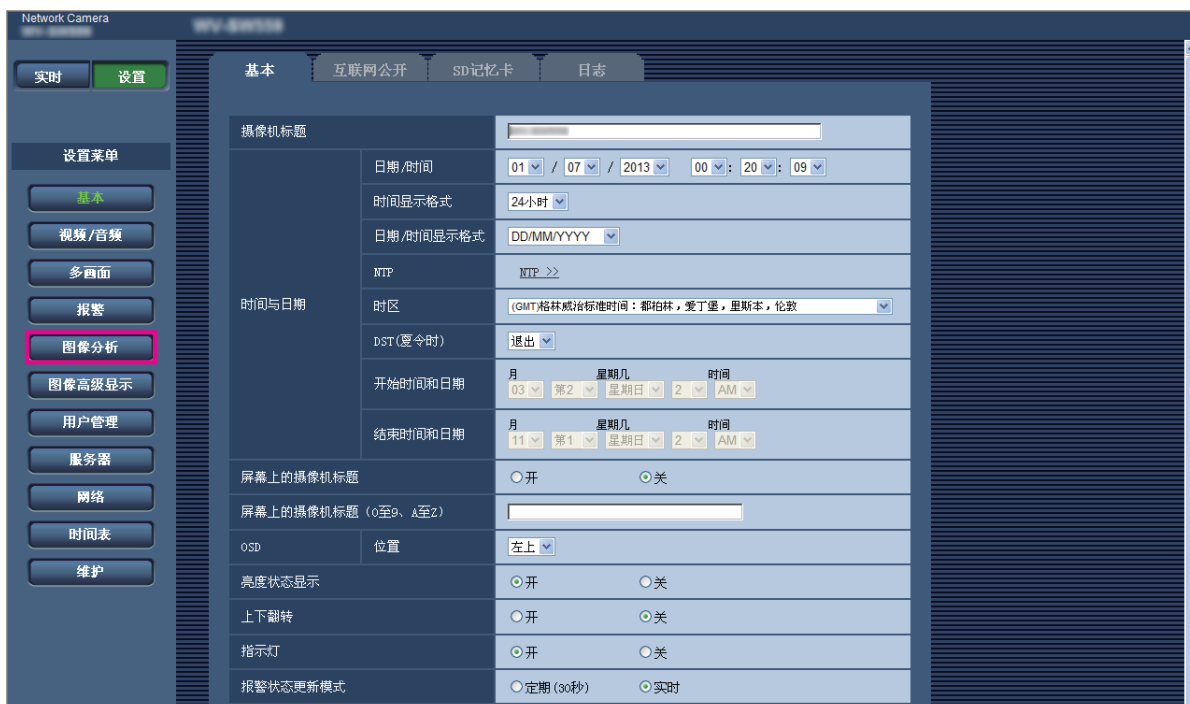 Network Camera
实时 设置
设置菜单
基本
视频/音频
多画面
报警
图像分析
图像高级显示
用户管理
服务器
网络
时间表
维护
基本 互联网公开 SD记忆卡 日志
摄像机标题
时间与日期
日期/时间 01 / 07 / 2013 00 : 20 : 09
时间显示格式 24小时
日期/时间显示格式 DD/MM/YYYY
NTP NTP >>
时区 (GMT)格林威治标准时间：都柏林，爱丁堡，里斯本，伦敦
DST(夏令时) 退出
开始时间和日期 月 星期几 时间
03 第2 星期日 2 AM
结束时间和日期 月 星期几 时间
11 第1 星期日 2 AM
屏幕上的摄像机标题 开 关
屏幕上的摄像机标题 (0至9、A至Z)
OSD 位置 左上
亮度状态显示 开 关
上下翻转 开 关
指示灯 开 关
报警状态更新模式 定期(30秒) 实时